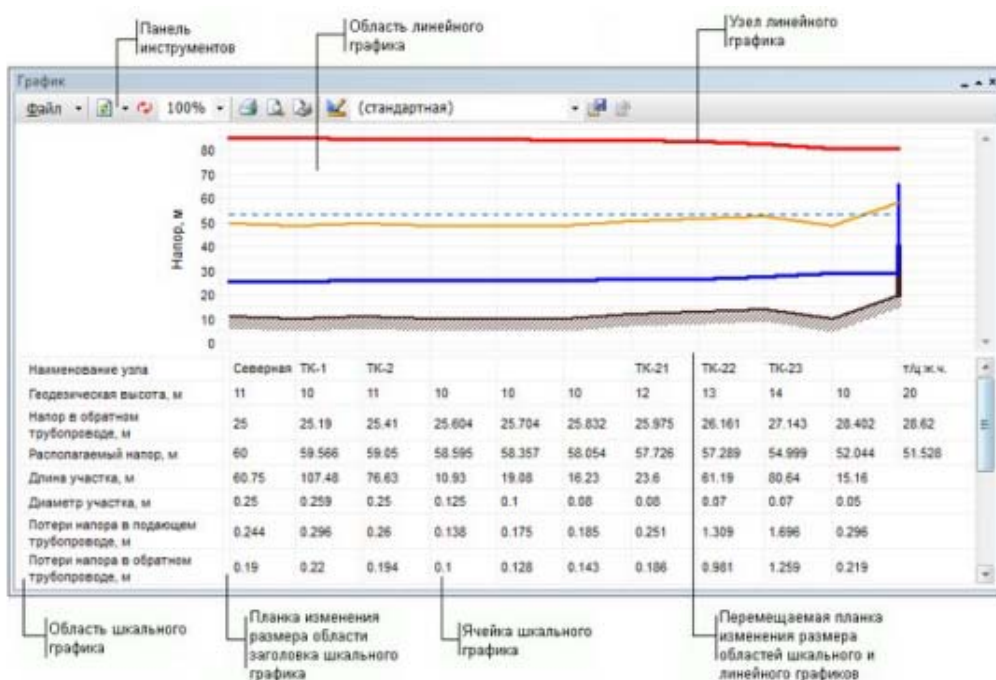 Панель
инструментов
Область линейного
графика
Узел линейного
графика
График
Файл 100% (стандартная)
Напор, м
80
70
60
50
40
30
20
10
0
Наименование узла Северная ТК-1 ТК-2 ТК-21 ТК-22 ТК-23 т/ц ж.ч.
Геодезическая высота, м 11 10 11 10 10 10 12 13 14 10 20
Напор в обратном
трубопроводе, м 25 25.19 25.41 25.604 25.704 25.832 25.975 26.161 27.143 28.402 28.62
Располагаемый напор, м 60 59.566 59.05 58.595 58.357 58.054 57.726 57.289 54.999 52.044 51.528
Длина участка, м 60.75 107.48 76.63 10.93 19.08 16.23 23.6 61.19 80.64 15.16
Диаметр участка, м 0.25 0.259 0.25 0.125 0.1 0.08 0.08 0.07 0.07 0.05
Потери напора в подающем
трубопроводе, м 0.244 0.296 0.26 0.138 0.175 0.185 0.251 1.309 1.696 0.296
Потери напора в обратном
трубопроводе, м 0.19 0.22 0.194 0.1 0.128 0.143 0.186 0.981 1.259 0.219
Область шкального
графика
Планка изменения
размера области
заголовка шкального
графика
Ячейка шкального
графика
Перемещаемая планка
изменения размера
областей шкального и
линейного графиков